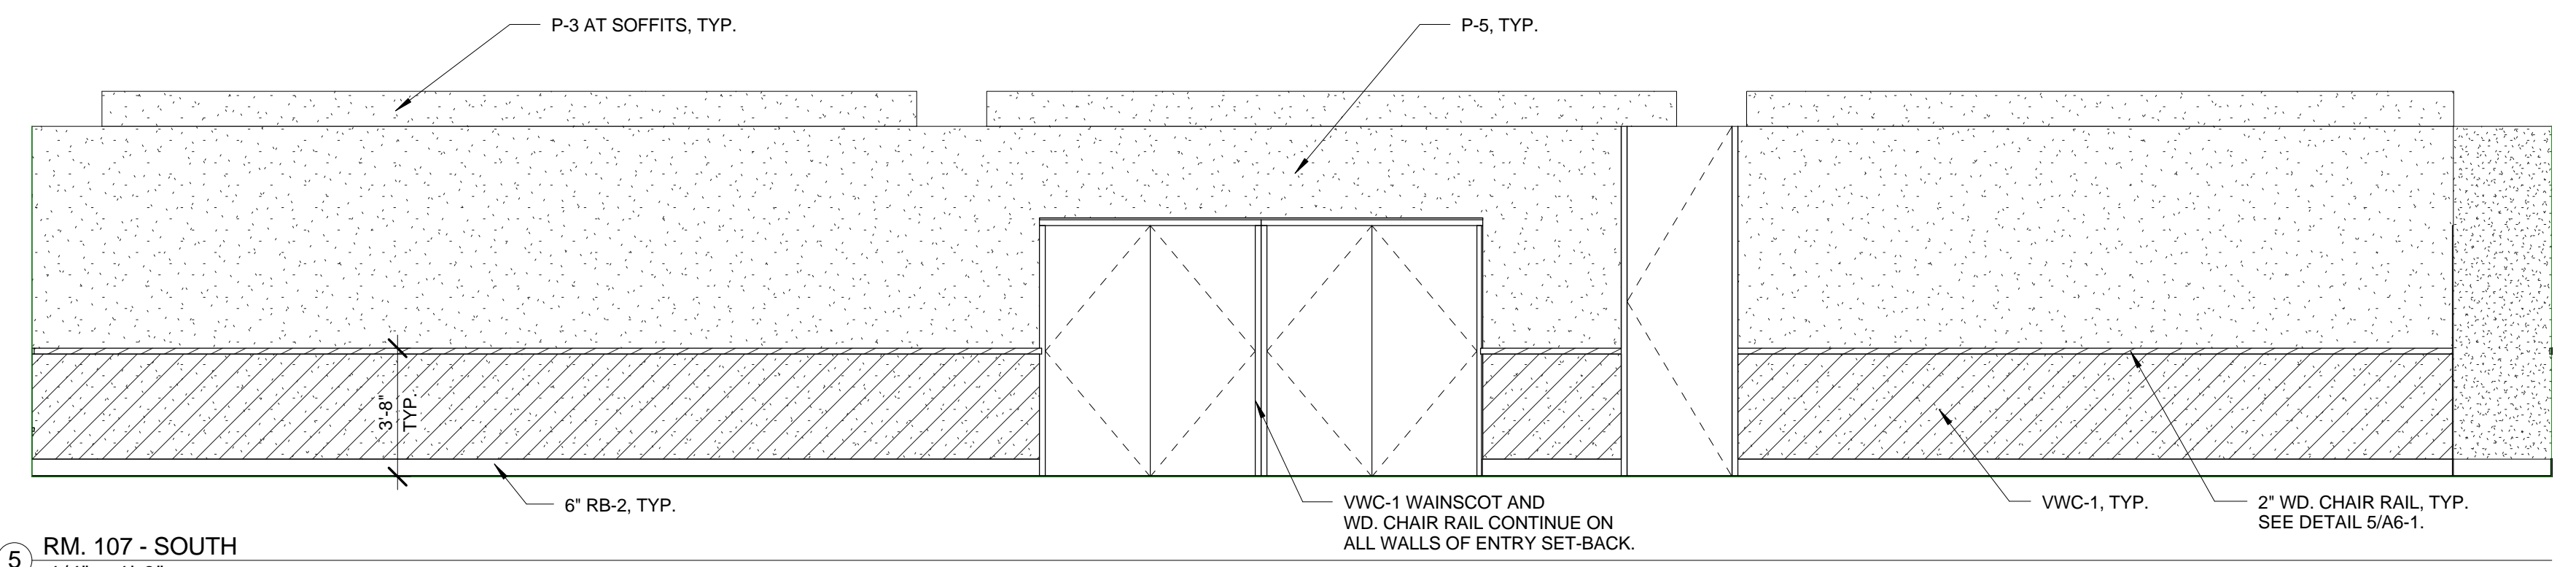 P-3 AT SOFFITS, TYP.
P-5, TYP.
3'-8"
TYP.
6" RB-2, TYP.
VWC-1 WAINSCOT AND
WD. CHAIR RAIL CONTINUE ON
ALL WALLS OF ENTRY SET-BACK.
VWC-1, TYP.
2" WD. CHAIR RAIL, TYP.
SEE DETAIL 5/A6-1.
5
RM. 107 - SOUTH